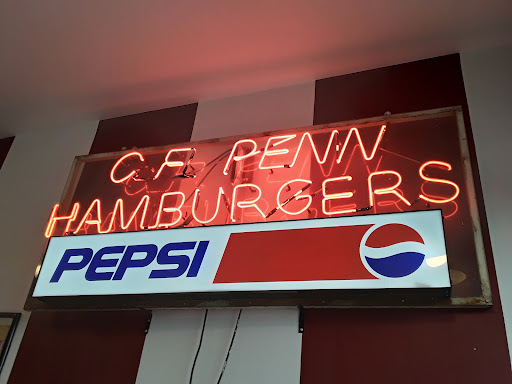 C.F. PENN
HAMBURGERS
PEPSI